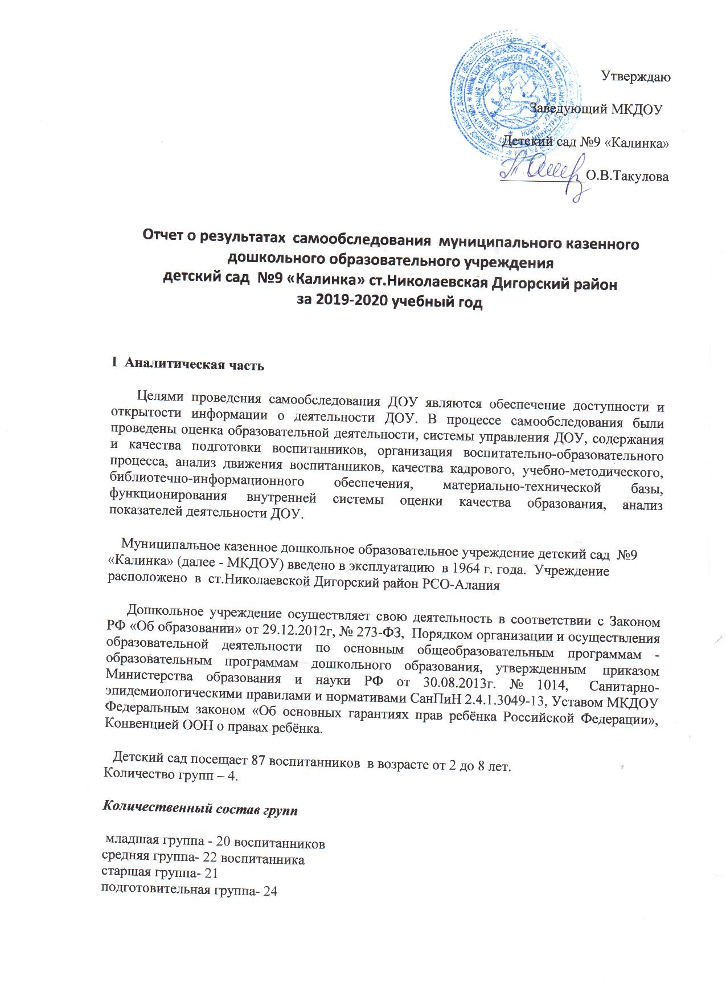 Утверждаю
Заведующий МКДОУ
Детский сад №9 «Калинка»
О.В.Такулова
Отчет о результатах самообследования муниципального казенного
дошкольного образовательного учреждения
детский сад №9 «Калинка» ст.Николаевская Дигорский район
за 2019-2020 учебный год
I Аналитическая часть
Целями проведения самообследования ДОУ являются обеспечение доступности и
открытости информации о деятельности ДОУ. В процессе самообследования были
проведены оценка образовательной деятельности, системы управления ДОУ, содержания
и качества подготовки воспитанников, организация воспитательно-образовательного
процесса, анализ движения воспитанников, качества кадрового, учебно-методического,
библиотечно-информационного обеспечения, материально-технической базы,
функционирования внутренней системы оценки качества образования, анализ
показателей деятельности ДОУ.
Муниципальное казенное дошкольное образовательное учреждение детский сад №9
«Калинка» (далее - МКДОУ) введено в эксплуатацию в 1964 г. года. Учреждение
расположено в ст.Николаевской Дигорский район РСО-Алания
Дошкольное учреждение осуществляет свою деятельность в соответствии с Законом
РФ «Об образовании» от 29.12.2012г, № 273-ФЗ, Порядком организации и осуществления
образовательной деятельности по основным общеобразовательным программам -
образовательным программам дошкольного образования, утвержденным приказом
Министерства образования и науки РФ от 30.08.2013г. № 1014, Санитарно-
эпидемиологическими правилами и нормативами СанПиН 2.4.1.3049-13, Уставом МКДОУ
Федеральным законом «Об основных гарантиях прав ребёнка Российской Федерации»,
Конвенцией ООН о правах ребёнка.
Детский сад посещает 87 воспитанников в возрасте от 2 до 8 лет.
Количество групп – 4.
Количественный состав групп
младшая группа - 20 воспитанников
средняя группа- 22 воспитанника
старшая группа- 21
подготовительная группа- 24